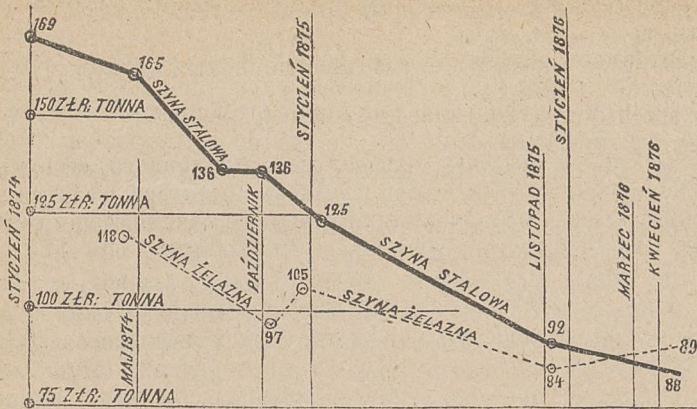 169
165
SZYNA STALOWA
150 ZŁR: TONNA
136
136
STYCZEŃ 1875
STYCZEŃ 1876
LISTOPAD 1875
MARZEC 1876
KWIECIEŃ 1876
STYCZEŃ 1874
125 ZŁR: TONNA
125
118
SZYNA ŻELAZNA
PAŹDZIERNIK
SZYNA STALOWA
105
100 ZŁR: TONNA
SZYNA ŻELAZNA
97
MAJ 1874
92
84
89
88
75 ZŁR: TONNA